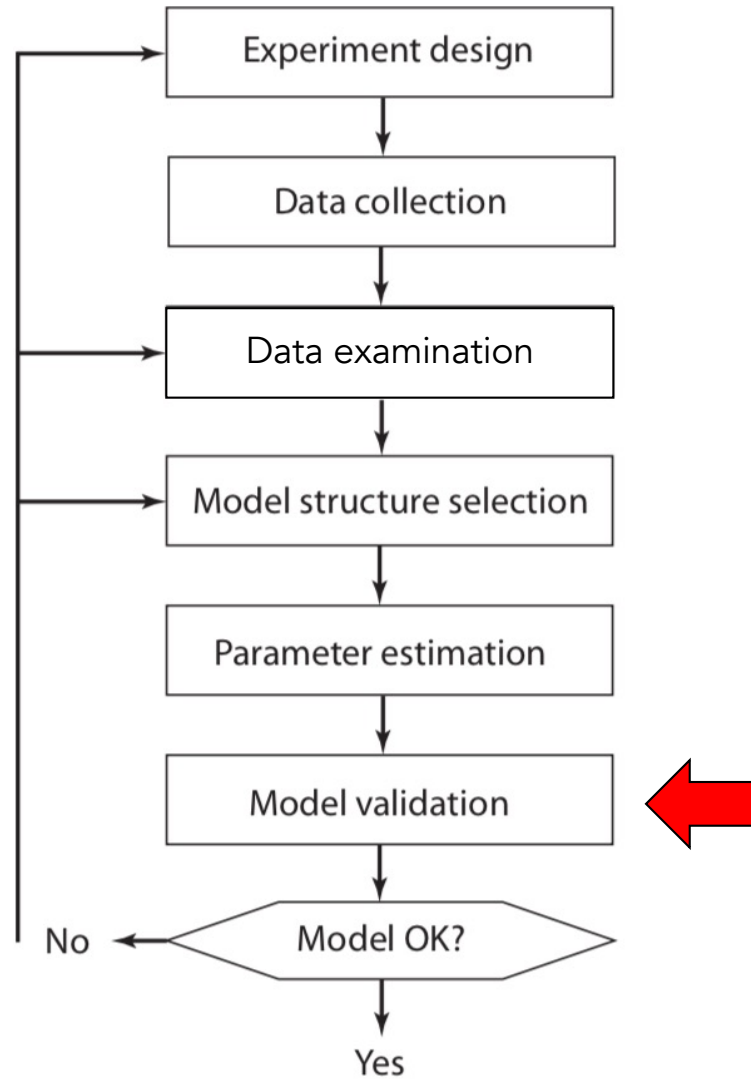 Experiment design
Data collection
Data examination
Model structure selection
Parameter estimation
Model validation
Model OK?
No
Yes